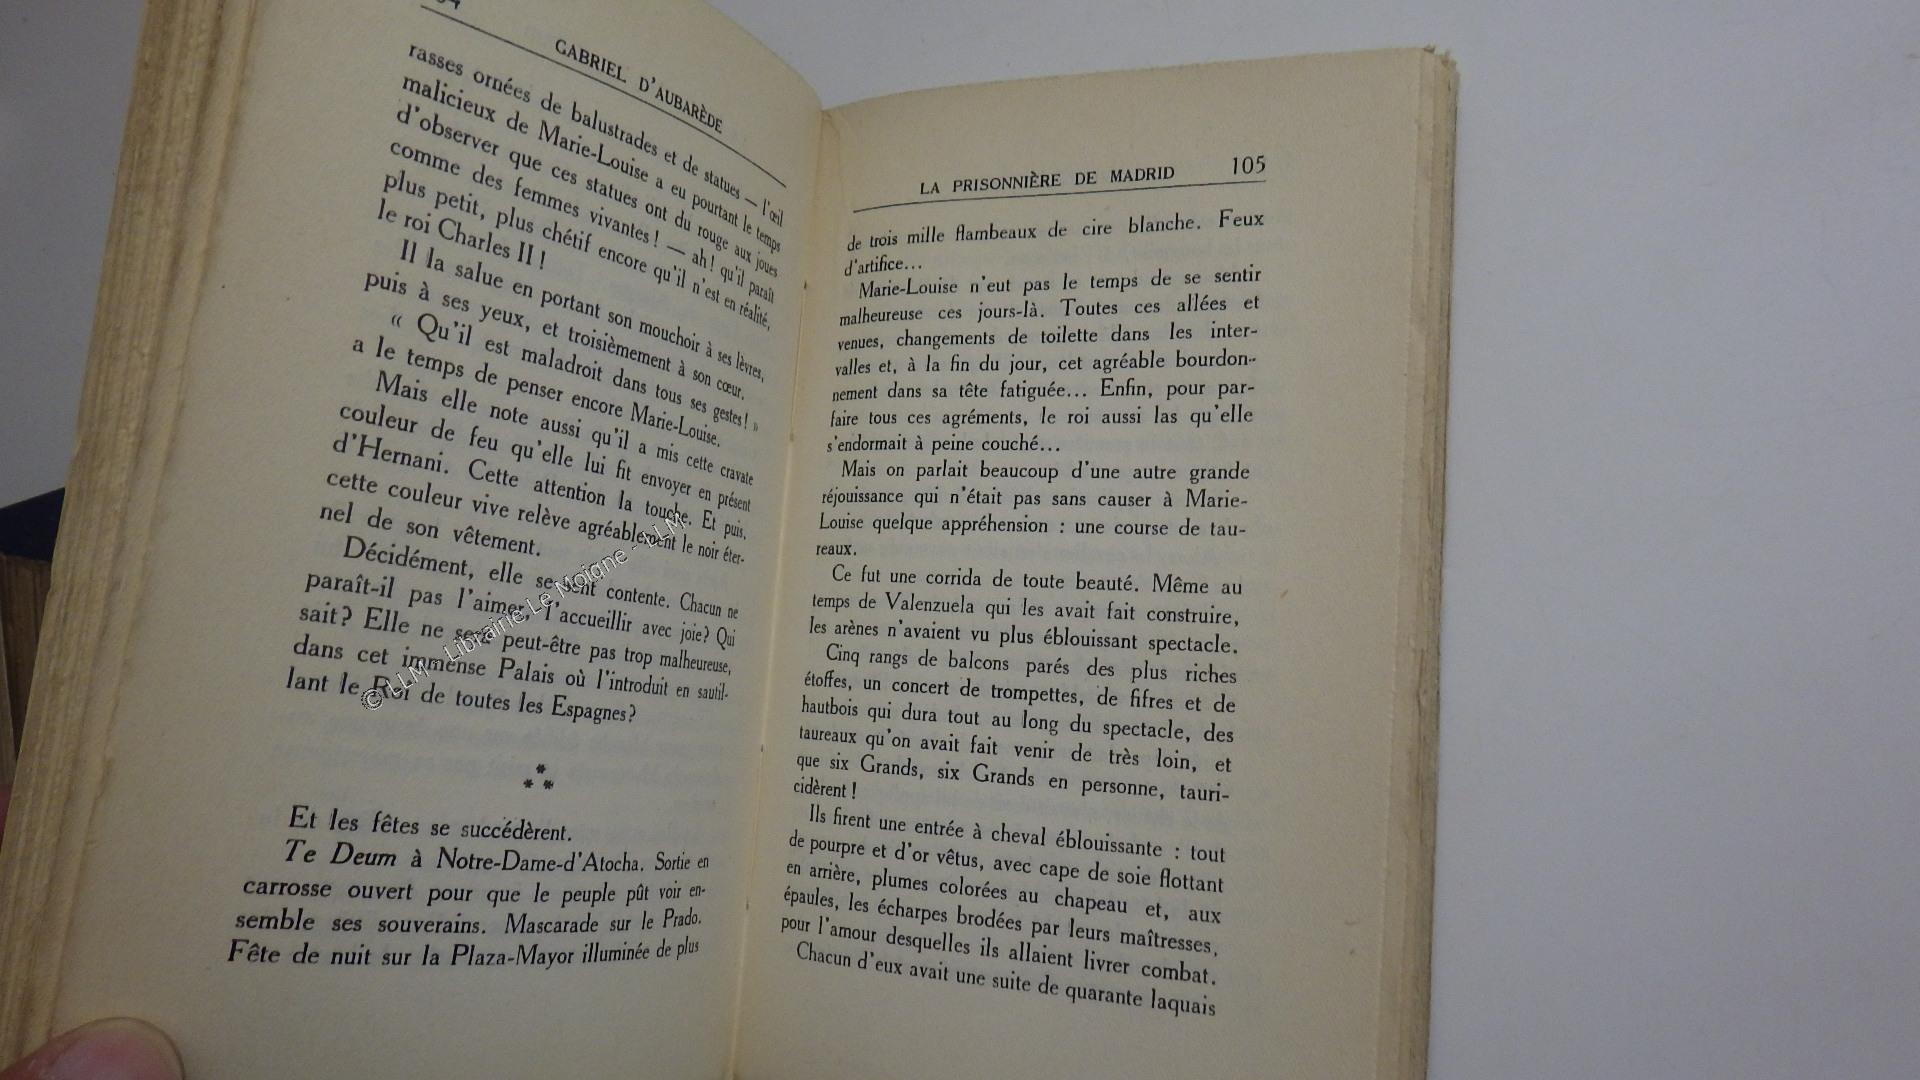 GABRIEL D'AUBARÈDE
rasses ornées de balustrades et de statues — l'œil
malicieux de Marie-Louise a eu pourtant le temps
d'observer que ces statues ont du rouge aux joues
comme des femmes vivantes ! — ah ! qu'il paraît
plus petit, plus chétif encore qu'il n'est en réalité,
le roi Charles II !
Il la salue en portant son mouchoir à ses lèvres,
puis à ses yeux, et troisièmement à son cœur.
« Qu'il est maladroit dans tous ses gestes ! »
a le temps de penser encore Marie-Louise.
Mais elle note aussi qu'il a mis cette cravate
couleur de feu qu'elle lui fit envoyer en présent
d'Hernani. Cette attention la touche. Et puis,
cette couleur vive relève agréablement le noir éter-
nel de son vêtement.
Décidément, elle se sent contente. Chacun ne
paraît-il pas l'aimer, l'accueillir avec joie? Qui
sait? Elle ne sera peut-être pas trop malheureuse,
dans cet immense Palais où l'introduit en sautil-
lant le Roi de toutes les Espagnes?
© LLM - Librairie Le Moigne - LLM
* * *
Et les fêtes se succédèrent.
Te Deum à Notre-Dame-d'Atocha. Sortie en
carrosse ouvert pour que le peuple pût voir en-
semble ses souverains. Mascarade sur le Prado.
Fête de nuit sur la Plaza-Mayor illuminée de plus
LA PRISONNIÈRE DE MADRID 105
de trois mille flambeaux de cire blanche. Feux
d'artifice...
Marie-Louise n'eut pas le temps de se sentir
malheureuse ces jours-là. Toutes ces allées et
venues, changements de toilette dans les inter-
valles et, à la fin du jour, cet agréable bourdon-
nement dans sa tête fatiguée... Enfin, pour par-
faire tous ces agréments, le roi aussi las qu'elle
s'endormait à peine couché...
Mais on parlait beaucoup d'une autre grande
réjouissance qui n'était pas sans causer à Marie-
Louise quelque appréhension : une course de tau-
reaux.
Ce fut une corrida de toute beauté. Même au
temps de Valenzuela qui les avait fait construire,
les arènes n'avaient vu plus éblouissant spectacle.
Cinq rangs de balcons parés des plus riches
étoffes, un concert de trompettes, de fifres et de
hautbois qui dura tout au long du spectacle, des
taureaux qu'on avait fait venir de très loin, et
que six Grands, six Grands en personne, tauri-
cidèrent !
Ils firent une entrée à cheval éblouissante : tout
de pourpre et d'or vêtus, avec cape de soie flottant
en arrière, plumes colorées au chapeau et, aux
épaules, les écharpes brodées par leurs maîtresses,
pour l'amour desquelles ils allaient livrer combat.
Chacun d'eux avait une suite de quarante laquais